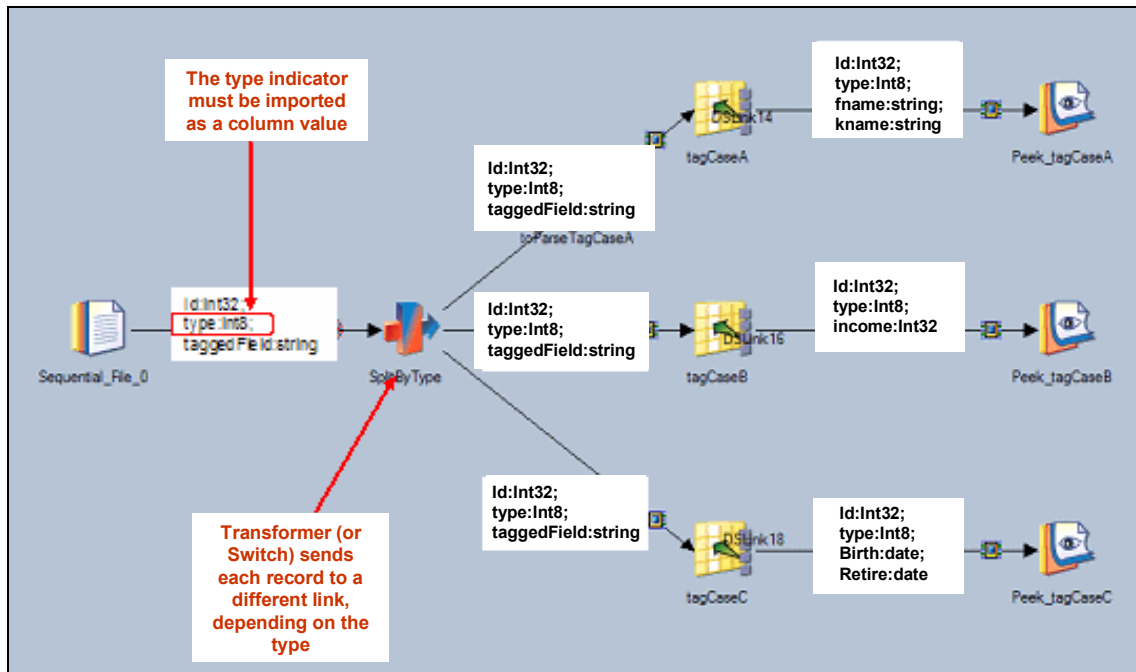 The type indicator
must be imported
as a column value
Id:Int32;
type:Int8;
fname:string;
kname:string
DSLink14
tagCaseA
Peek_tagCaseA
Id:Int32;
type:Int8;
taggedField:string
toParseTagCaseA
Id:Int32;
type:Int8;
taggedField:string
Sequential_File_0
SplitByType
Id:Int32;
type:Int8;
taggedField:string
DSLink16
tagCaseB
Id:Int32;
type:Int8;
income:Int32
Peek_tagCaseB
Id:Int32;
type:Int8;
taggedField:string
DSLink18
tagCaseC
Id:Int32;
type:Int8;
Birth:date;
Retire:date
Peek_tagCaseC
Transformer (or
Switch) sends
each record to a
different link,
depending on the
type